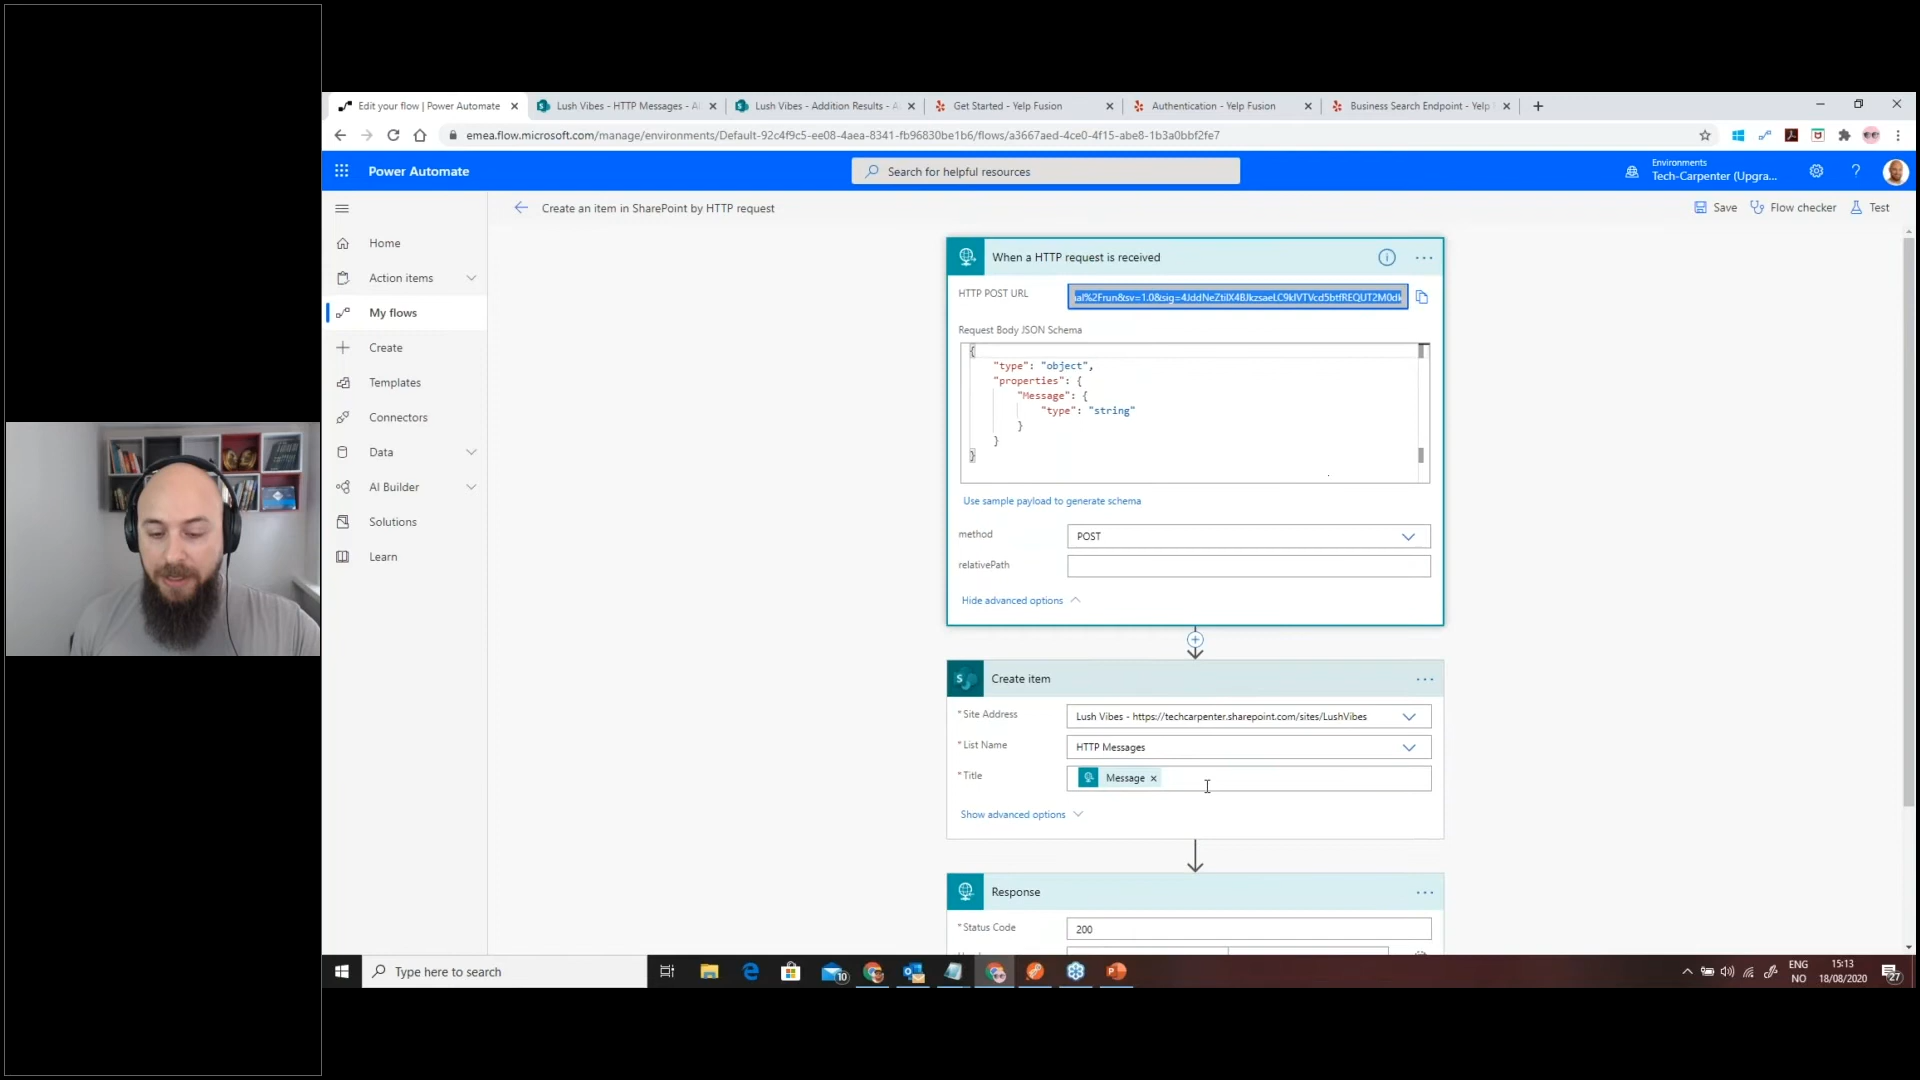 Edit your flow | Power Automate
Lush Vibes - HTTP Messages - A
Lush Vibes - Addition Results - A
Get Started - Yelp Fusion
Authentication - Yelp Fusion
Business Search Endpoint - Yelp
emea.flow.microsoft.com/manage/environments/Default-92c4f9c5-ee08-4aea-8341-fb96830be1b6/flows/a3667aed-4ce0-4f15-abe8-1b3a0bbf2fe7
Power Automate
Search for helpful resources
Environments
Tech-Carpenter (Upgra...
Create an item in SharePoint by HTTP request
Save
Flow checker
Test
Home
Action items
My flows
Create
Templates
Connectors
Data
AI Builder
Solutions
Learn
When a HTTP request is received
HTTP POST URL
Request Body JSON Schema
{
"type": "object",
"properties": {
"Message": {
"type": "string"
}
}
}
Use sample payload to generate schema
method
POST
relativePath
Hide advanced options
Create item
*Site Address
Lush Vibes - https://techcarpenter.sharepoint.com/sites/LushVibes
*List Name
HTTP Messages
*Title
Message
Show advanced options
Response
*Status Code
200
Type here to search
10
ENG
NO
15:13
18/08/2020
27